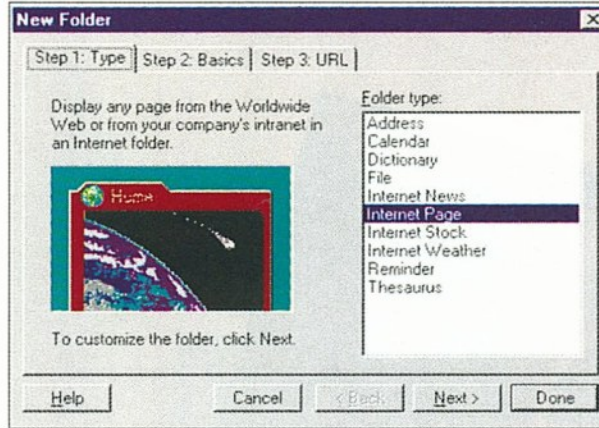 New Folder
Step 1: Type
Step 2: Basics
Step 3: URL
Display any page from the Worldwide
Web or from your company's intranet in
an Internet folder.
Home
To customize the folder, click Next.
Folder type:
Address
Calendar
Dictionary
File
Internet News
Internet Page
Internet Stock
Internet Weather
Reminder
Thesaurus
Help
Cancel
< Back
Next >
Done